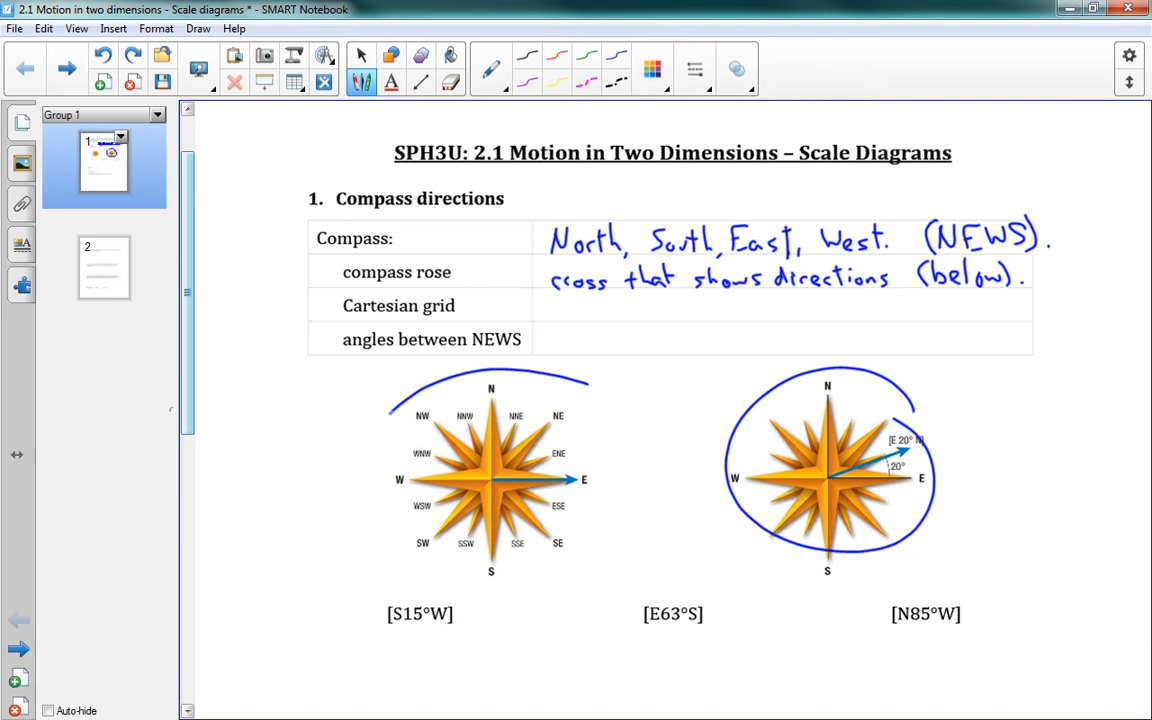 2.1 Motion in two dimensions - Scale diagrams * - SMART Notebook
File Edit View Insert Format Draw Help
Group 1
1
2
SPH3U: 2.1 Motion in Two Dimensions – Scale Diagrams
1. Compass directions
Compass: North, South, East, West. (NEWS).
compass rose cross that shows directions (below).
Cartesian grid
angles between NEWS
N
NW NNW NNE NE
WNW ENE
W E
WSW ESE
SW SSW SSE SE
S
N
[E 20° N]
20°
W E
S
[S15°W] [E63°S] [N85°W]
Auto-hide